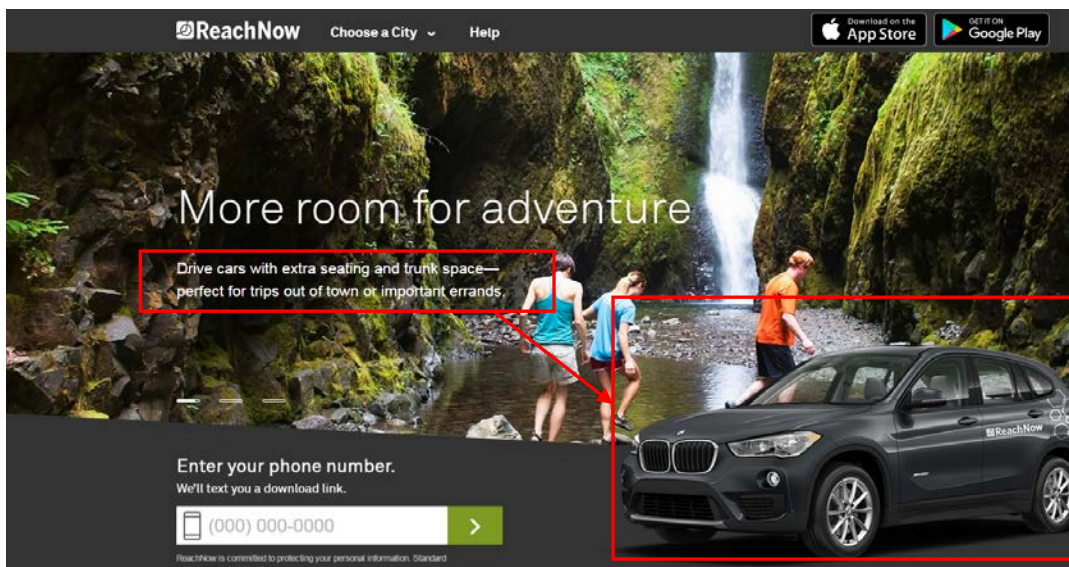 ReachNow
Choose a City
Help
Download on the
App Store
GET IT ON
Google Play
More room for adventure
Drive cars with extra seating and trunk space—
perfect for trips out of town or important errands.
ReachNow
Enter your phone number.
We'll text you a download link.
(000) 000-0000
ReachNow is committed to protecting your personal information. Standard